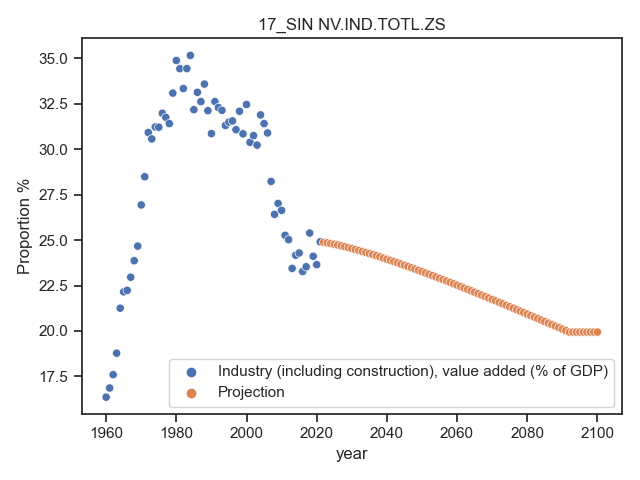 17_SIN NV.IND.TOTL.ZS
Proportion %
35.0
32.5
30.0
27.5
25.0
22.5
20.0
17.5
Industry (including construction), value added (% of GDP)
Projection
1960 1980 2000 2020 2040 2060 2080 2100
year